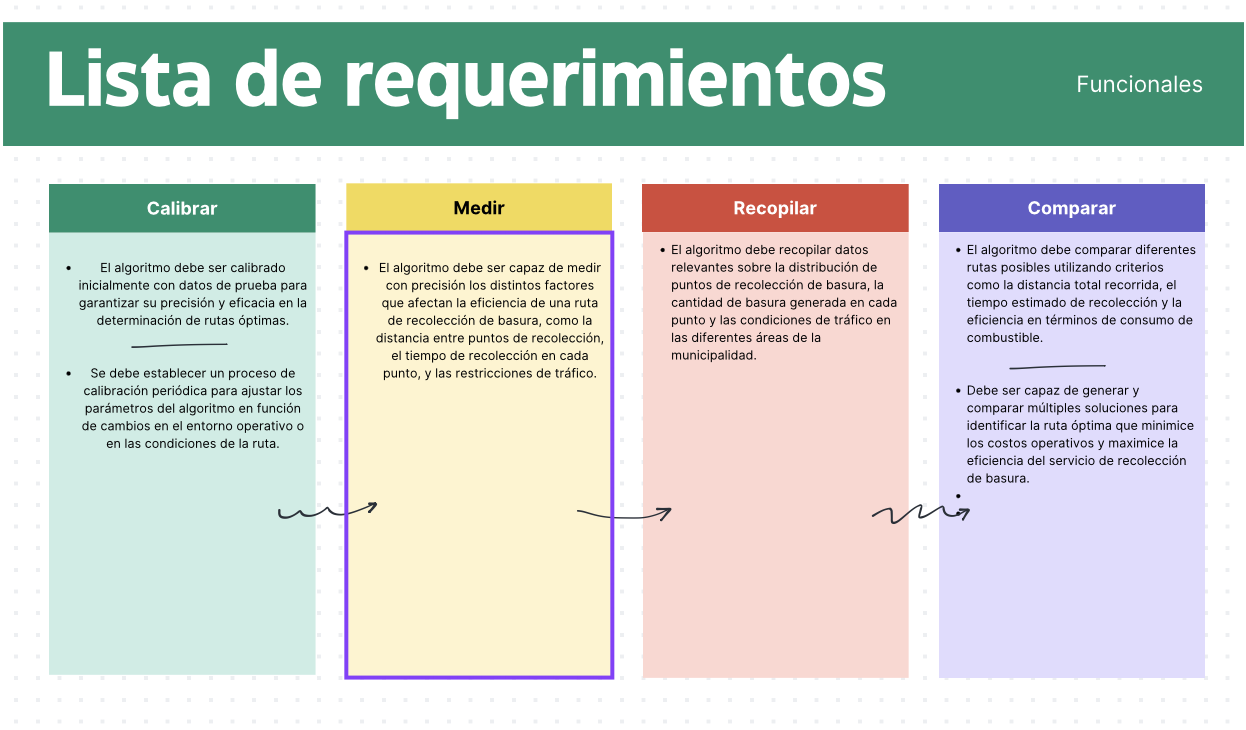 Lista de requerimientos
Funcionales
Calibrar
• El algoritmo debe ser calibrado
inicialmente con datos de prueba para
garantizar su precisión y eficacia en la
determinación de rutas óptimas.
• Se debe establecer un proceso de
calibración periódica para ajustar los
parámetros del algoritmo en función
de cambios en el entorno operativo o
en las condiciones de la ruta.
Medir
• El algoritmo debe ser capaz de medir
con precisión los distintos factores
que afectan la eficiencia de una ruta
de recolección de basura, como la
distancia entre puntos de recolección,
el tiempo de recolección en cada
punto, y las restricciones de tráfico.
Recopilar
• El algoritmo debe recopilar datos
relevantes sobre la distribución de
puntos de recolección de basura, la
cantidad de basura generada en cada
punto y las condiciones de tráfico en
las diferentes áreas de la
municipalidad.
Comparar
• El algoritmo debe comparar diferentes
rutas posibles utilizando criterios
como la distancia total recorrida, el
tiempo estimado de recolección y la
eficiencia en términos de consumo de
combustible.
• Debe ser capaz de generar y
comparar múltiples soluciones para
identificar la ruta óptima que minimice
los costos operativos y maximice la
eficiencia del servicio de recolección
de basura.